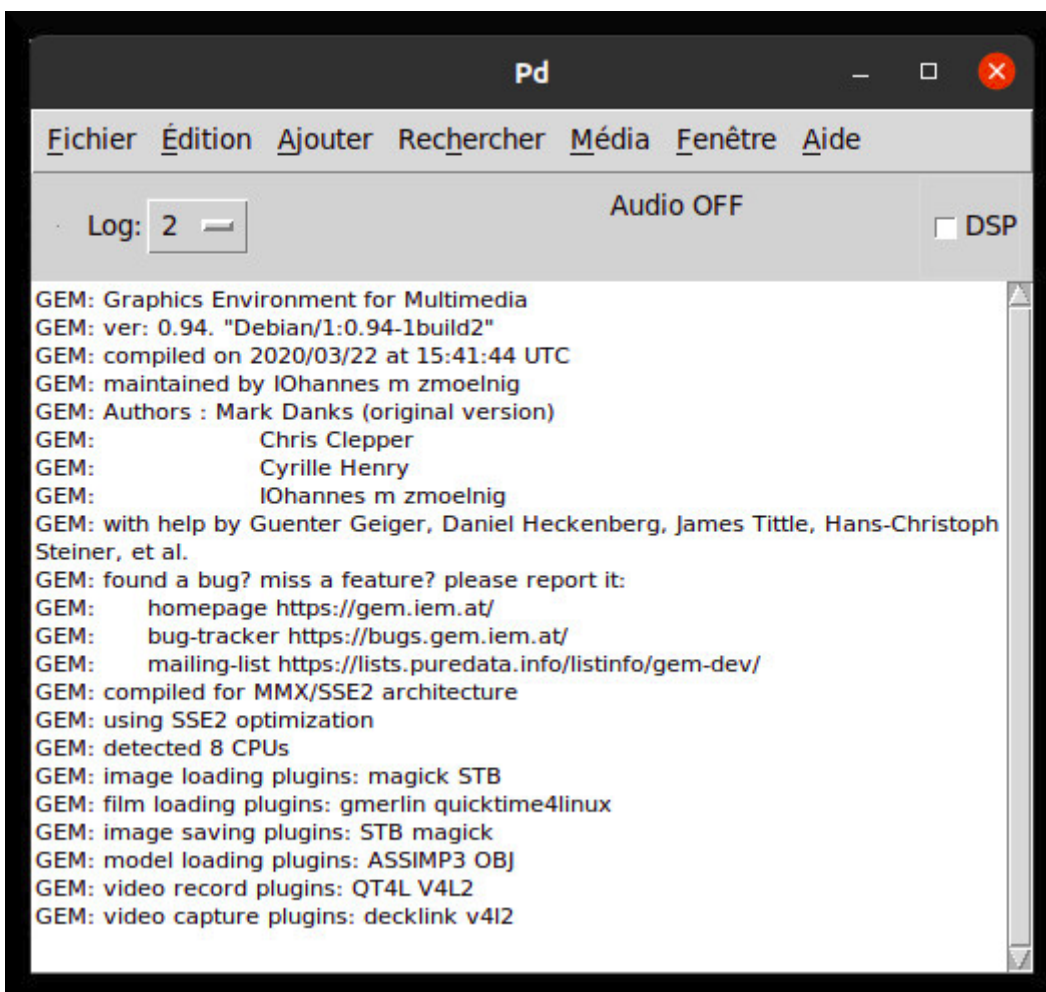 Pd
Fichier Édition Ajouter Rechercher Média Fenêtre Aide
Audio OFF
Log: 2
DSP
GEM: Graphics Environment for Multimedia
GEM: ver: 0.94. "Debian/1:0.94-1build2"
GEM: compiled on 2020/03/22 at 15:41:44 UTC
GEM: maintained by IOhannes m zmoelnig
GEM: Authors : Mark Danks (original version)
GEM: Chris Clepper
GEM: Cyrille Henry
GEM: IOhannes m zmoelnig
GEM: with help by Guenter Geiger, Daniel Heckenberg, James Tittle, Hans-Christoph
Steiner, et al.
GEM: found a bug? miss a feature? please report it:
GEM: homepage https://gem.iem.at/
GEM: bug-tracker https://bugs.gem.iem.at/
GEM: mailing-list https://lists.puredata.info/listinfo/gem-dev/
GEM: compiled for MMX/SSE2 architecture
GEM: using SSE2 optimization
GEM: detected 8 CPUs
GEM: image loading plugins: magick STB
GEM: film loading plugins: gmerlin quicktime4linux
GEM: image saving plugins: STB magick
GEM: model loading plugins: ASSIMP3 OBJ
GEM: video record plugins: QT4L V4L2
GEM: video capture plugins: decklink v4l2